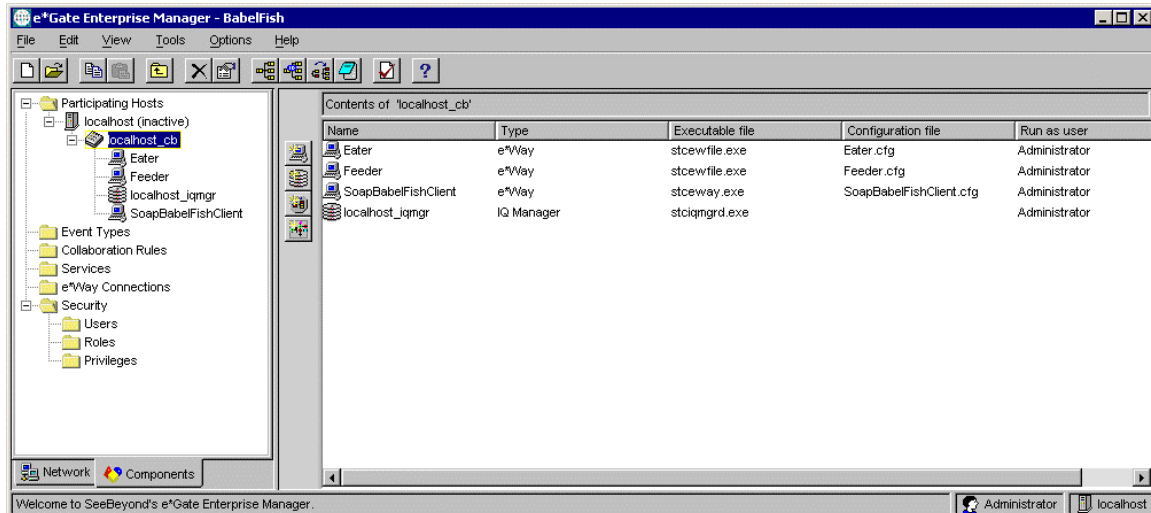 e*Gate Enterprise Manager - BabelFish
File Edit View Tools Options Help
Participating Hosts
localhost (inactive)
localhost_cb
Eater
Feeder
localhost_iqmgr
SoapBabelFishClient
Event Types
Collaboration Rules
Services
e*Way Connections
Security
Users
Roles
Privileges
Network Components
Contents of 'localhost_cb'
Name Type Executable file Configuration file Run as user
Eater e*Way stcewfile.exe Eater.cfg Administrator
Feeder e*Way stcewfile.exe Feeder.cfg Administrator
SoapBabelFishClient e*Way stceway.exe SoapBabelFishClient.cfg Administrator
localhost_iqmgr IQ Manager stciqmgrd.exe Administrator
Welcome to SeeBeyond's e*Gate Enterprise Manager. Administrator localhost